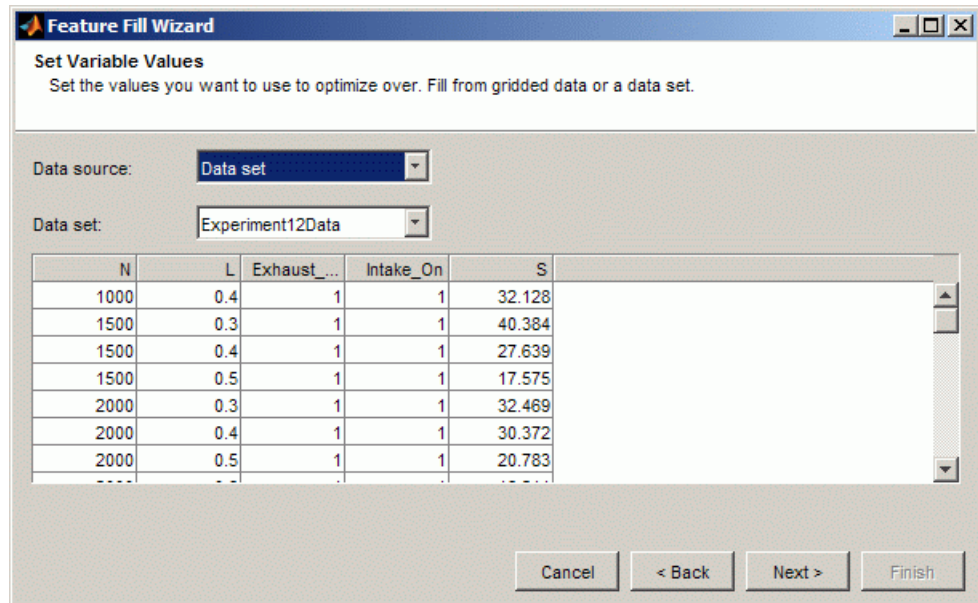 Feature Fill Wizard
Set Variable Values
Set the values you want to use to optimize over. Fill from gridded data or a data set.
Data source: Data set
Data set: Experiment12Data
N L Exhaust_... Intake_On S
1000 0.4 1 1 32.128
1500 0.3 1 1 40.384
1500 0.4 1 1 27.639
1500 0.5 1 1 17.575
2000 0.3 1 1 32.469
2000 0.4 1 1 30.372
2000 0.5 1 1 20.783
Cancel < Back Next > Finish